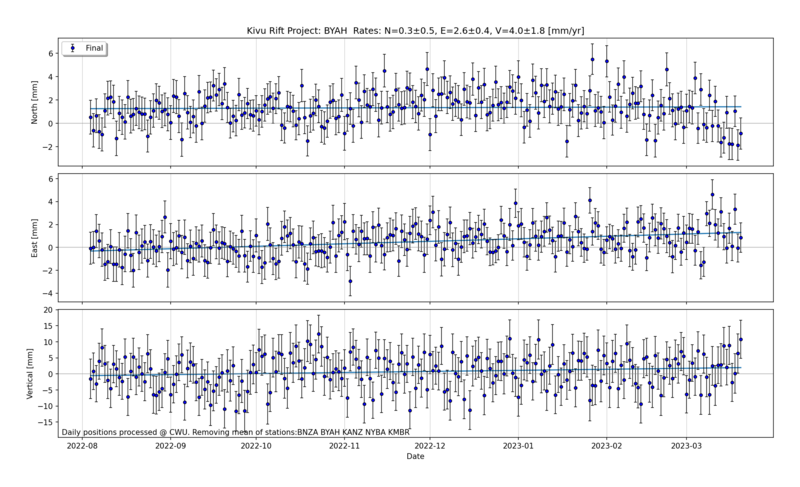 Kivu Rift Project: BYAH Rates: N=0.3±0.5, E=2.6±0.4, V=4.0±1.8 [mm/yr]
Final
North [mm]
6
4
2
0
−2
East [mm]
6
4
2
0
−2
−4
Vertical [mm]
20
15
10
5
0
−5
−10
−15
Daily positions processed @ CWU. Removing mean of stations:BNZA BYAH KANZ NYBA KMBR
2022-08 2022-09 2022-10 2022-11 2022-12 2023-01 2023-02 2023-03
Date